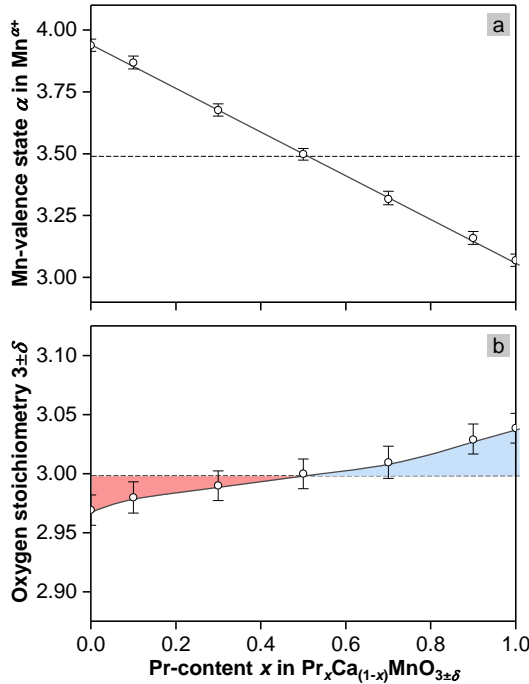 a
4.00
3.75
3.50
3.25
3.00
Mn-valence state α in Mn^α+
b
3.10
3.05
3.00
2.95
2.90
Oxygen stoichiometry 3±δ
0.0 0.2 0.4 0.6 0.8 1.0
Pr-content x in PrₓCa₍₁₋ₓ₎MnO₃±δ